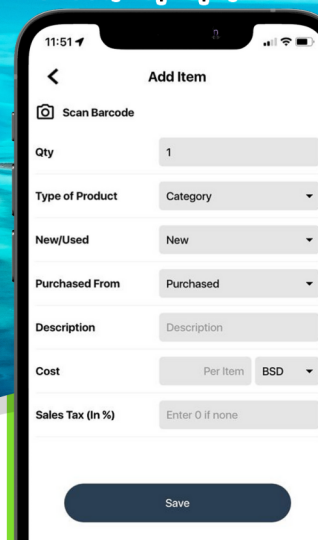 11:51
Add Item
Scan Barcode
Qty 1
Type of Product Category
New/Used New
Purchased From Purchased
Description Description
Cost Per Item BSD
Sales Tax (In %) Enter 0 if none
Save